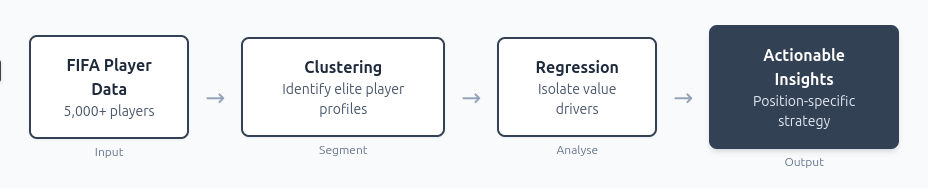 FIFA Player
Data
5,000+ players
Input
→
Clustering
Identify elite player
profiles
Segment
→
Regression
Isolate value
drivers
Analyse
→
Actionable
Insights
Position-specific
strategy
Output